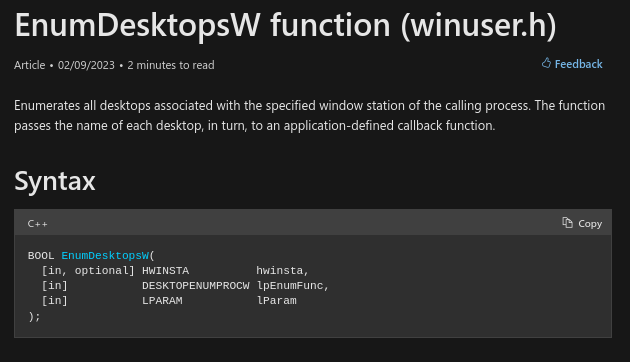 EnumDesktopsW function (winuser.h)
Article • 02/09/2023 • 2 minutes to read
Feedback
Enumerates all desktops associated with the specified window station of the calling process. The function
passes the name of each desktop, in turn, to an application-defined callback function.
Syntax
C++
Copy
BOOL EnumDesktopsW(
  [in, optional] HWINSTA          hwinsta,
  [in]           DESKTOPENUMPROCW lpEnumFunc,
  [in]           LPARAM           lParam
);